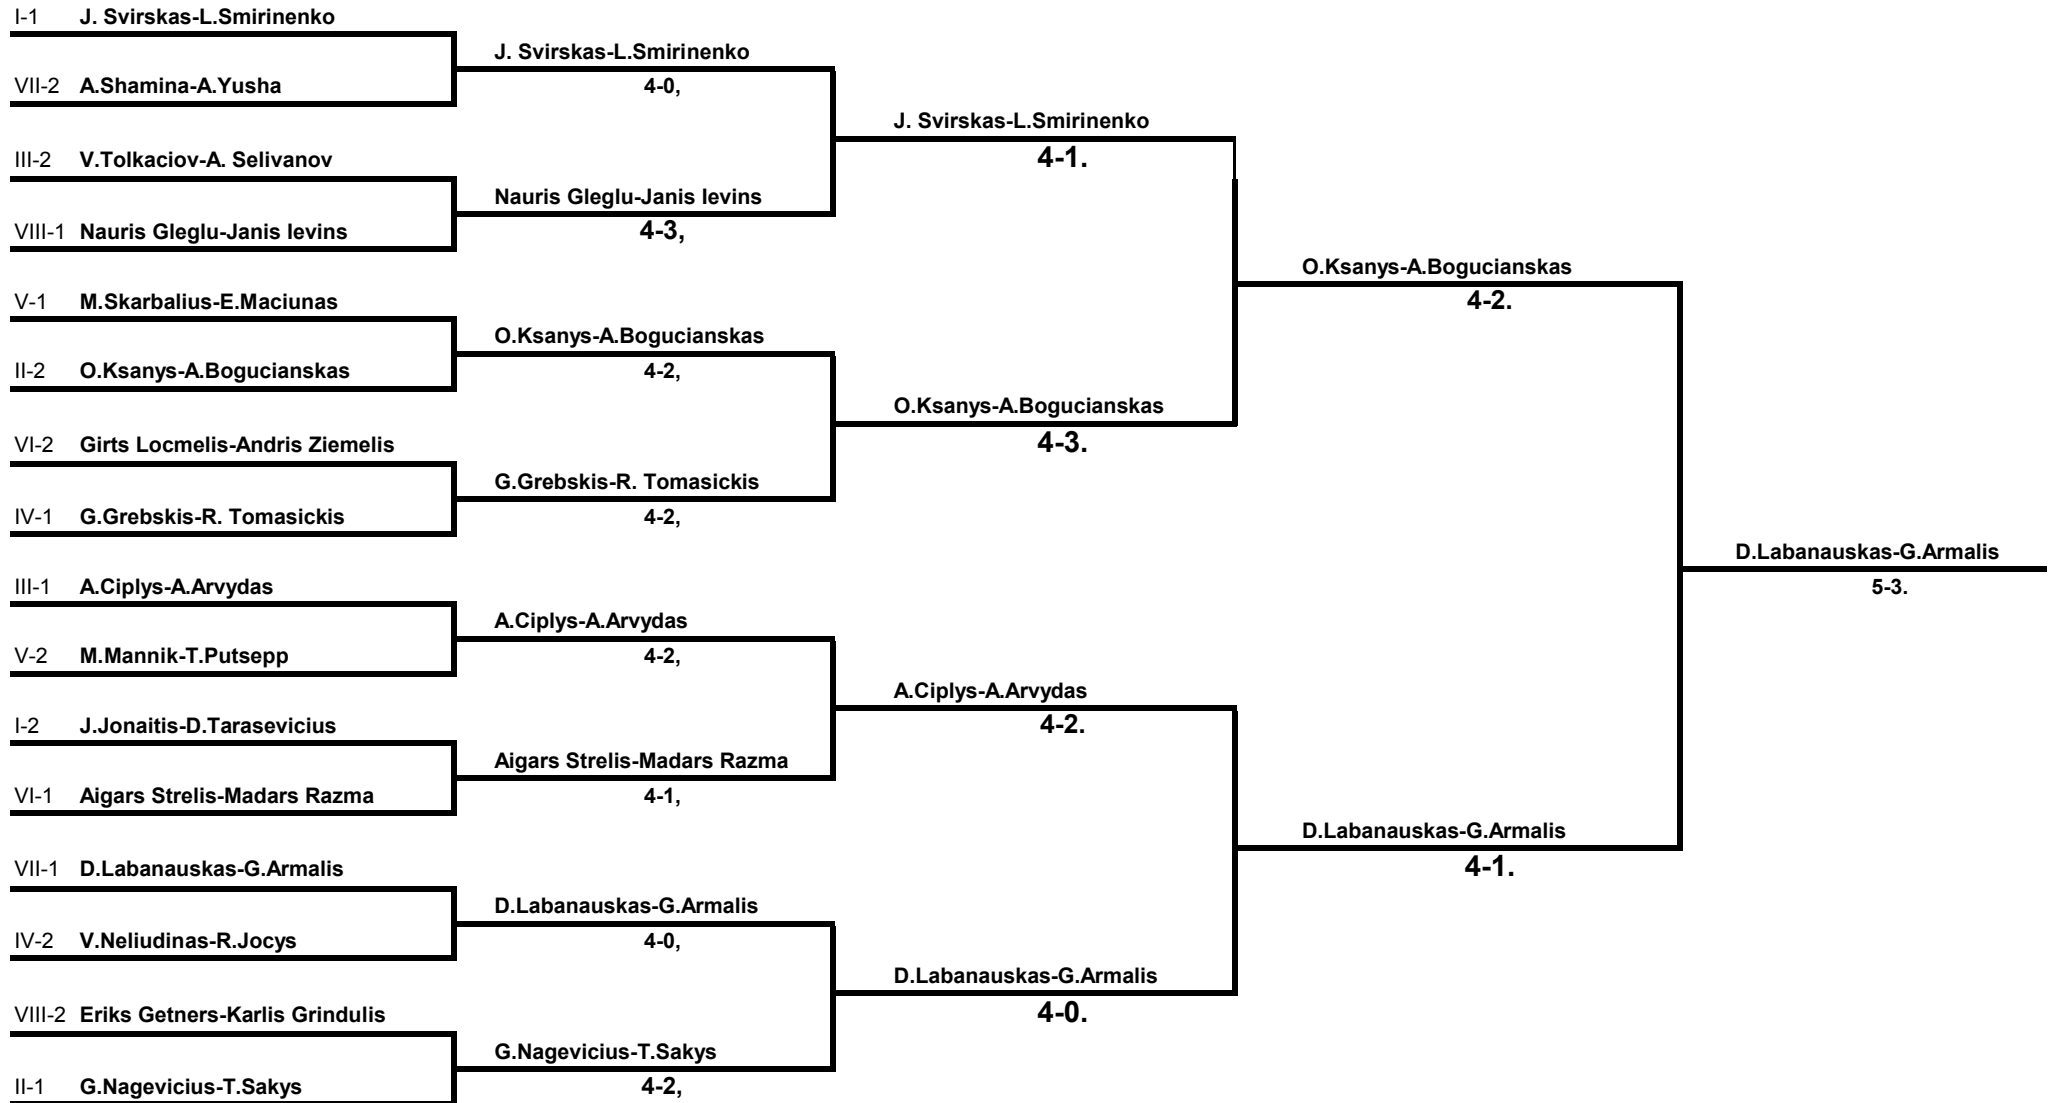 I-1 J. Svirskas-L.Smirinenko
J. Svirskas-L.Smirinenko
VII-2 A.Shamina-A.Yusha
4-0,
J. Svirskas-L.Smirinenko
III-2 V.Tolkaciov-A. Selivanov
4-1.
Nauris Gleglu-Janis Ievins
VIII-1 Nauris Gleglu-Janis Ievins
4-3,
O.Ksanys-A.Bogucianskas
V-1 M.Skarbalius-E.Maciunas
4-2.
O.Ksanys-A.Bogucianskas
II-2 O.Ksanys-A.Bogucianskas
4-2,
O.Ksanys-A.Bogucianskas
VI-2 Girts Locmelis-Andris Ziemelis
4-3.
G.Grebskis-R. Tomasickis
IV-1 G.Grebskis-R. Tomasickis
4-2,
D.Labanauskas-G.Armalis
III-1 A.Ciplys-A.Arvydas
5-3.
A.Ciplys-A.Arvydas
V-2 M.Mannik-T.Putsepp
4-2,
A.Ciplys-A.Arvydas
I-2 J.Jonaitis-D.Tarasevicius
4-2.
Aigars Strelis-Madars Razma
VI-1 Aigars Strelis-Madars Razma
4-1,
D.Labanauskas-G.Armalis
VII-1 D.Labanauskas-G.Armalis
4-1.
D.Labanauskas-G.Armalis
IV-2 V.Neliudinas-R.Jocys
4-0,
D.Labanauskas-G.Armalis
VIII-2 Eriks Getners-Karlis Grindulis
4-0.
G.Nagevicius-T.Sakys
II-1 G.Nagevicius-T.Sakys
4-2,